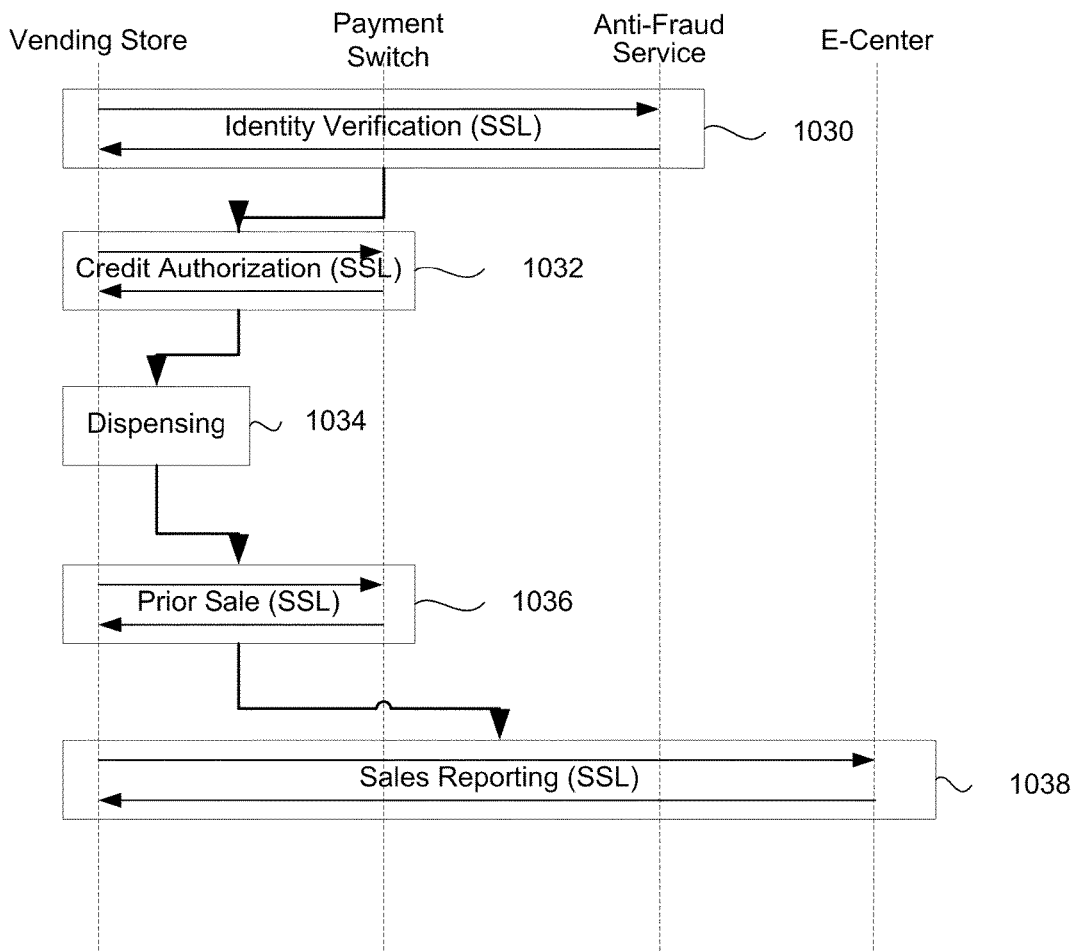 Vending Store
Payment
Switch
Anti-Fraud
Service
E-Center
Identity Verification (SSL)
1030
Credit Authorization (SSL)
1032
Dispensing
1034
Prior Sale (SSL)
1036
Sales Reporting (SSL)
1038